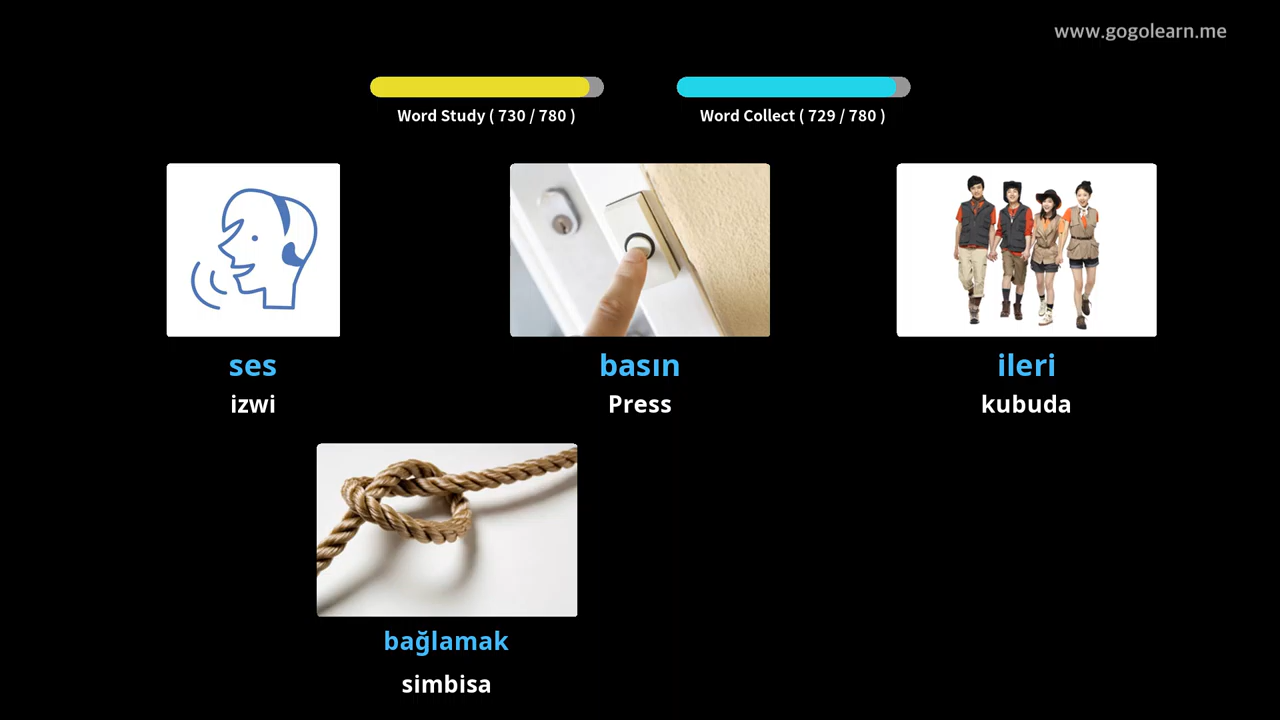 www.gogolearn.me
Word Study ( 730 / 780 )
Word Collect ( 729 / 780 )
ses
izwi
basın
Press
ileri
kubuda
bağlamak
simbisa